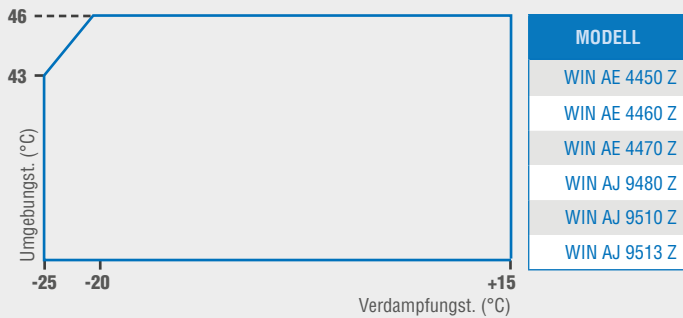 46
43
Umgebungst. (°C)
-25
-20
+15
Verdampfungst. (°C)
MODELL
WIN AE 4450 Z
WIN AE 4460 Z
WIN AE 4470 Z
WIN AJ 9480 Z
WIN AJ 9510 Z
WIN AJ 9513 Z